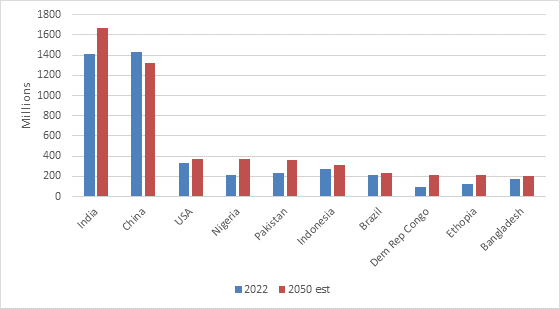 1800
1600
1400
1200
1000
800
600
400
200
0
Millions
India
China
USA
Nigeria
Pakistan
Indonesia
Brazil
Dem Rep Congo
Ethopia
Bangladesh
2022
2050 est